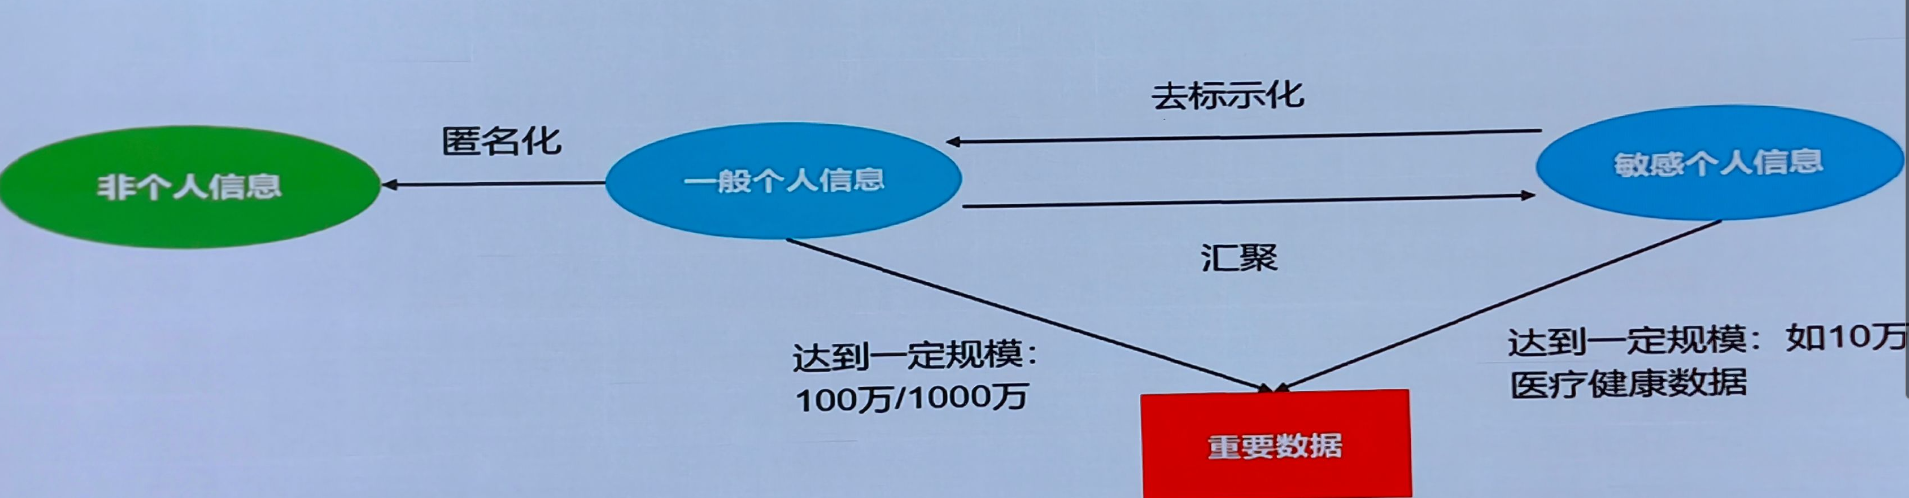 去标示化
匿名化
非个人信息
一般个人信息
敏感个人信息
汇聚
达到一定规模：
100万/1000万
达到一定规模：如10万
医疗健康数据
重要数据